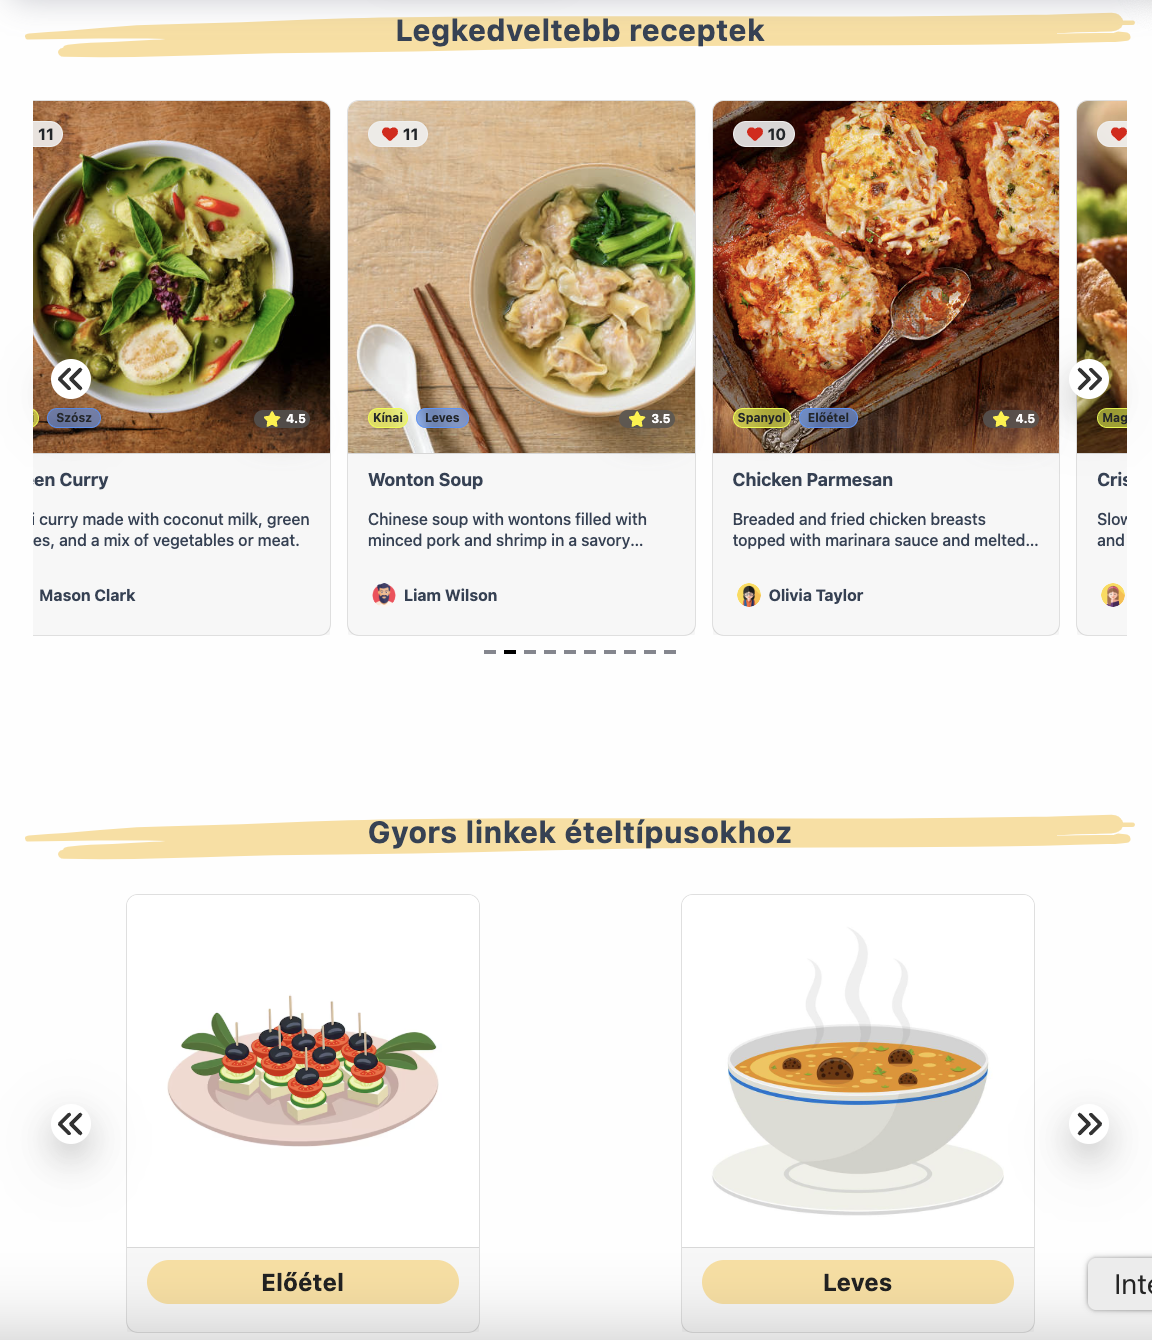 Legkedveltebb receptek
11
Szósz
4.5
en Curry
i curry made with coconut milk, green
es, and a mix of vegetables or meat.
Mason Clark
11
Kínai
Leves
3.5
Wonton Soup
Chinese soup with wontons filled with
minced pork and shrimp in a savory...
Liam Wilson
10
Spanyol
Előétel
4.5
Chicken Parmesan
Breaded and fried chicken breasts
topped with marinara sauce and melted...
Olivia Taylor
Mag
Cris
Slov
and
Gyors linkek ételtípusokhoz
Előétel
Leves
Inte